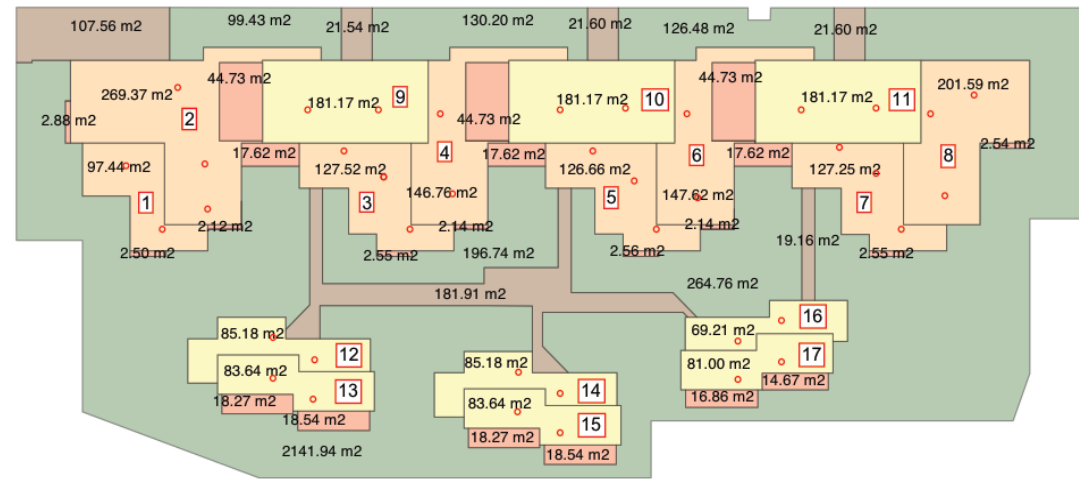 107.56 m2
99.43 m2
21.54 m2
130.20 m2
21.60 m2
126.48 m2
21.60 m2
269.37 m2
2
44.73 m2
181.17 m2
9
44.73 m2
181.17 m2
10
44.73 m2
181.17 m2
11
201.59 m2
2.88 m2
97.44 m2
17.62 m2
127.52 m2
4
17.62 m2
126.66 m2
6
17.62 m2
127.25 m2
8
2.54 m2
1
3
146.76 m2
5
147.62 m2
7
2.50 m2
2.12 m2
2.55 m2
2.14 m2
196.74 m2
2.56 m2
2.14 m2
19.16 m2
2.55 m2
181.91 m2
264.76 m2
85.18 m2
12
83.64 m2
13
18.27 m2
18.54 m2
2141.94 m2
85.18 m2
14
83.64 m2
15
18.27 m2
18.54 m2
69.21 m2
16
81.00 m2
17
16.86 m2
14.67 m2